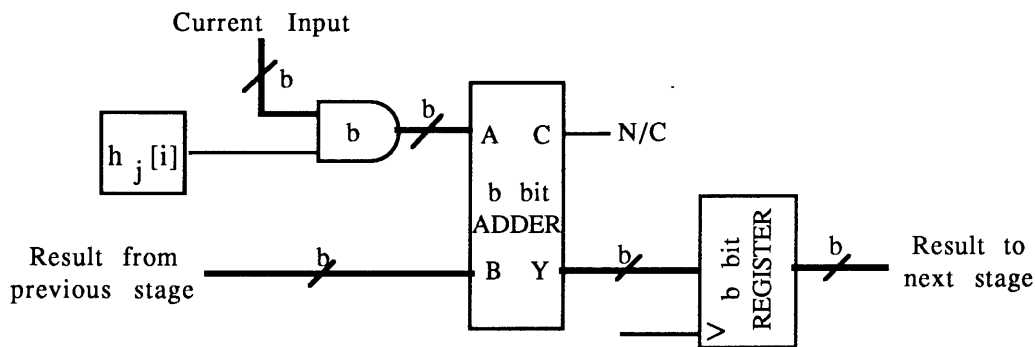 Current Input
b
b
b
h j [i]
A C
N/C
b bit
ADDER
Result from
previous stage
b
B Y
b
b bit
REGISTER
b
Result to
next stage